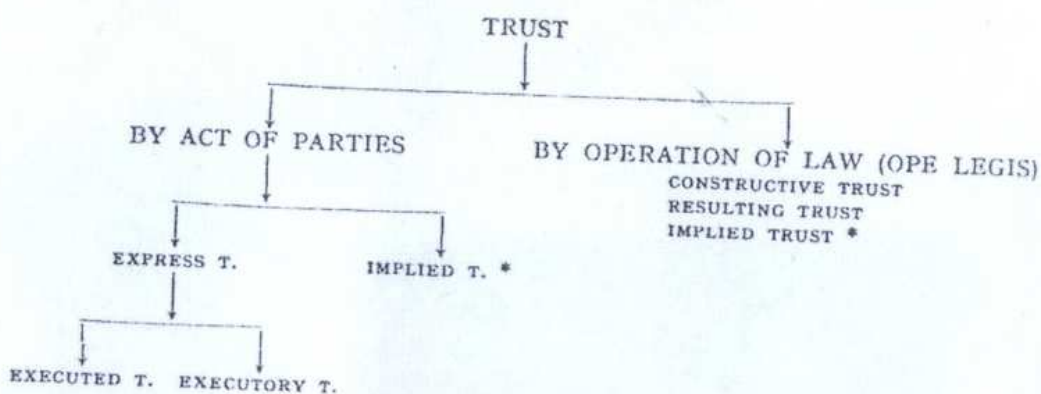 TRUST
BY ACT OF PARTIES
BY OPERATION OF LAW (OPE LEGIS)
CONSTRUCTIVE TRUST
RESULTING TRUST
IMPLIED TRUST *
EXPRESS T.
IMPLIED T. *
EXECUTED T.
EXECUTORY T.